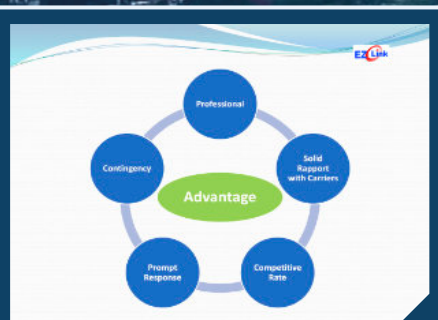 EZ Link
Professional
Solid
Rapport
with Carriers
Contingency
Advantage
Prompt
Response
Competitive
Rate